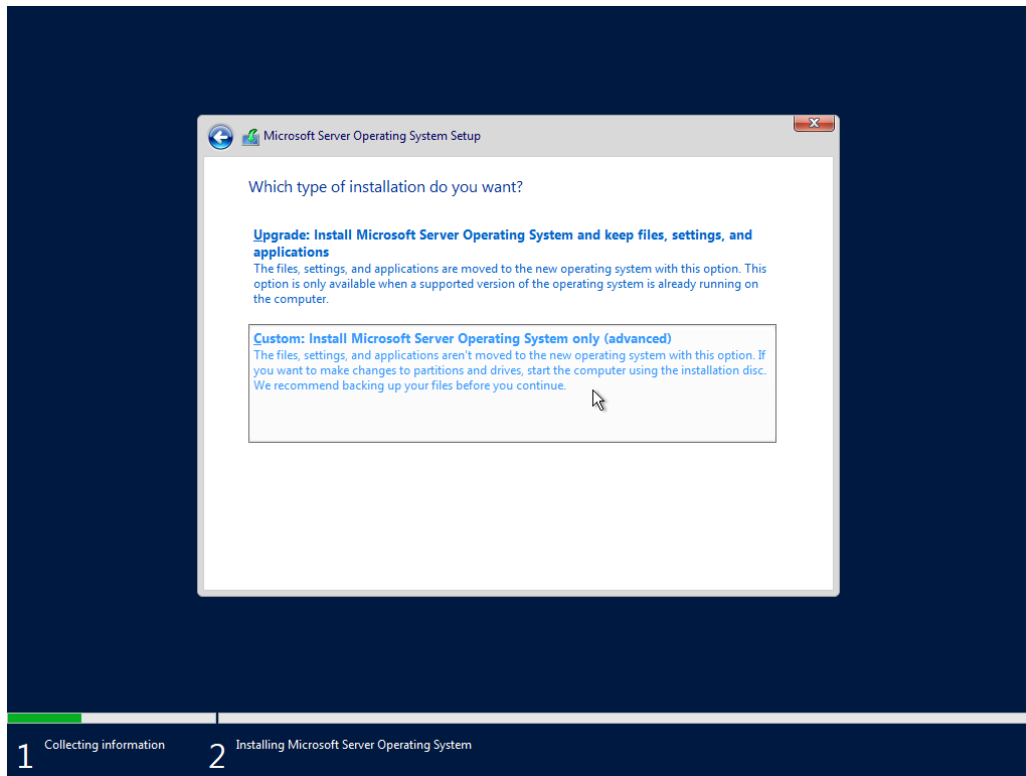 Microsoft Server Operating System Setup
Which type of installation do you want?
Upgrade: Install Microsoft Server Operating System and keep files, settings, and
applications
The files, settings, and applications are moved to the new operating system with this option. This
option is only available when a supported version of the operating system is already running on
the computer.
Custom: Install Microsoft Server Operating System only (advanced)
The files, settings, and applications aren't moved to the new operating system with this option. If
you want to make changes to partitions and drives, start the computer using the installation disc.
We recommend backing up your files before you continue.
1 Collecting information
2 Installing Microsoft Server Operating System